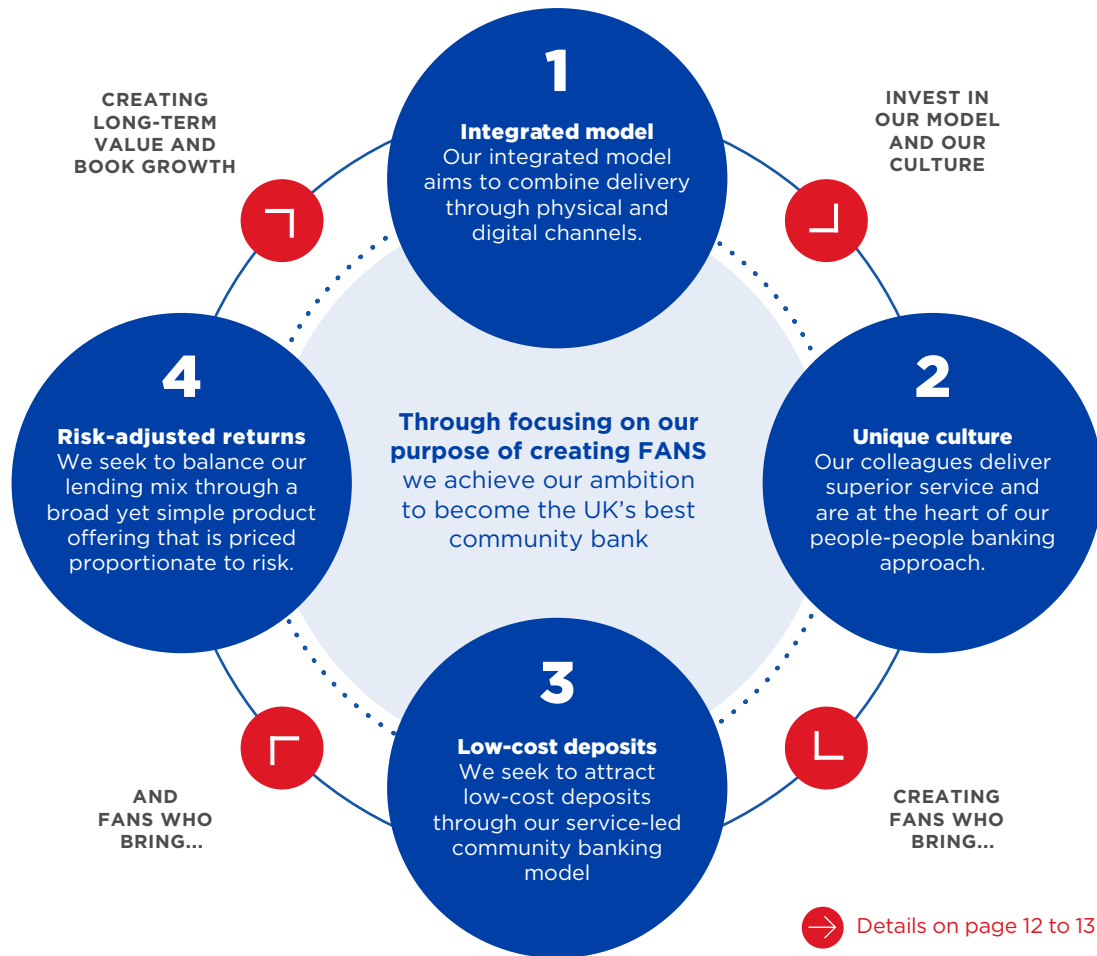 1
Integrated model
Our integrated model
aims to combine delivery
through physical and
digital channels.
INVEST IN
OUR MODEL
AND OUR
CULTURE
2
Unique culture
Our colleagues deliver
superior service and
are at the heart of our
people-people banking
approach.
CREATING
FANS WHO
BRING...
3
Low-cost deposits
We seek to attract
low-cost deposits
through our service-led
community banking
model
AND
FANS WHO
BRING...
4
Risk-adjusted returns
We seek to balance our
lending mix through a
broad yet simple product
offering that is priced
proportionate to risk.
CREATING
LONG-TERM
VALUE AND
BOOK GROWTH
Through focusing on our
purpose of creating FANS
we achieve our ambition
to become the UK’s best
community bank
Details on page 12 to 13